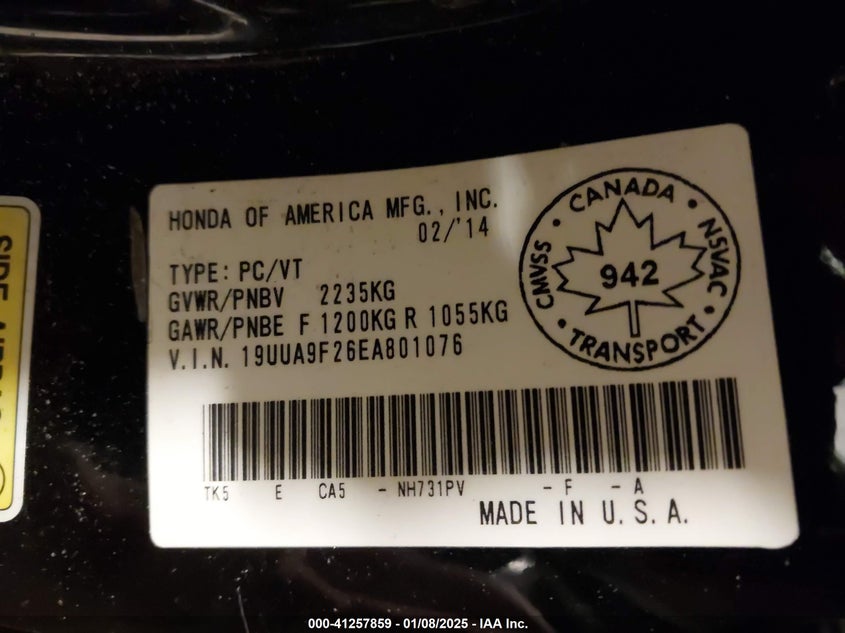 HONDA OF AMERICA MFG., INC.
02/'14
TYPE: PC/VT
GVWR/PNBV 2235KG
GAWR/PNBE F 1200KG R 1055KG
V.I.N. 19UUA9F26EA801076
CANADA
CMVSS
NSVAC
942
TRANSPORT
TK5 E CA5 - NH731PV - F - A
MADE IN U.S.A.
SIDE
000-41257859 - 01/08/2025 - IAA Inc.